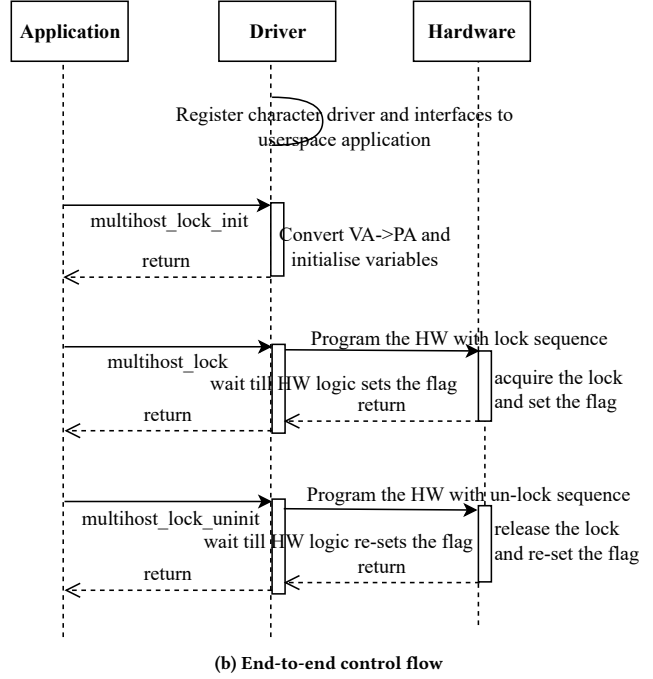 Application
Driver
Hardware
Register character driver and interfaces to
userspace application
multihost_lock_init
Convert VA->PA and
initialise variables
return
Program the HW with lock sequence
multihost_lock
wait till HW logic sets the flag
acquire the lock
and set the flag
return
return
Program the HW with un-lock sequence
multihost_lock_uninit
wait till HW logic re-sets the flag
release the lock
and re-set the flag
return
return
(b) End-to-end control flow